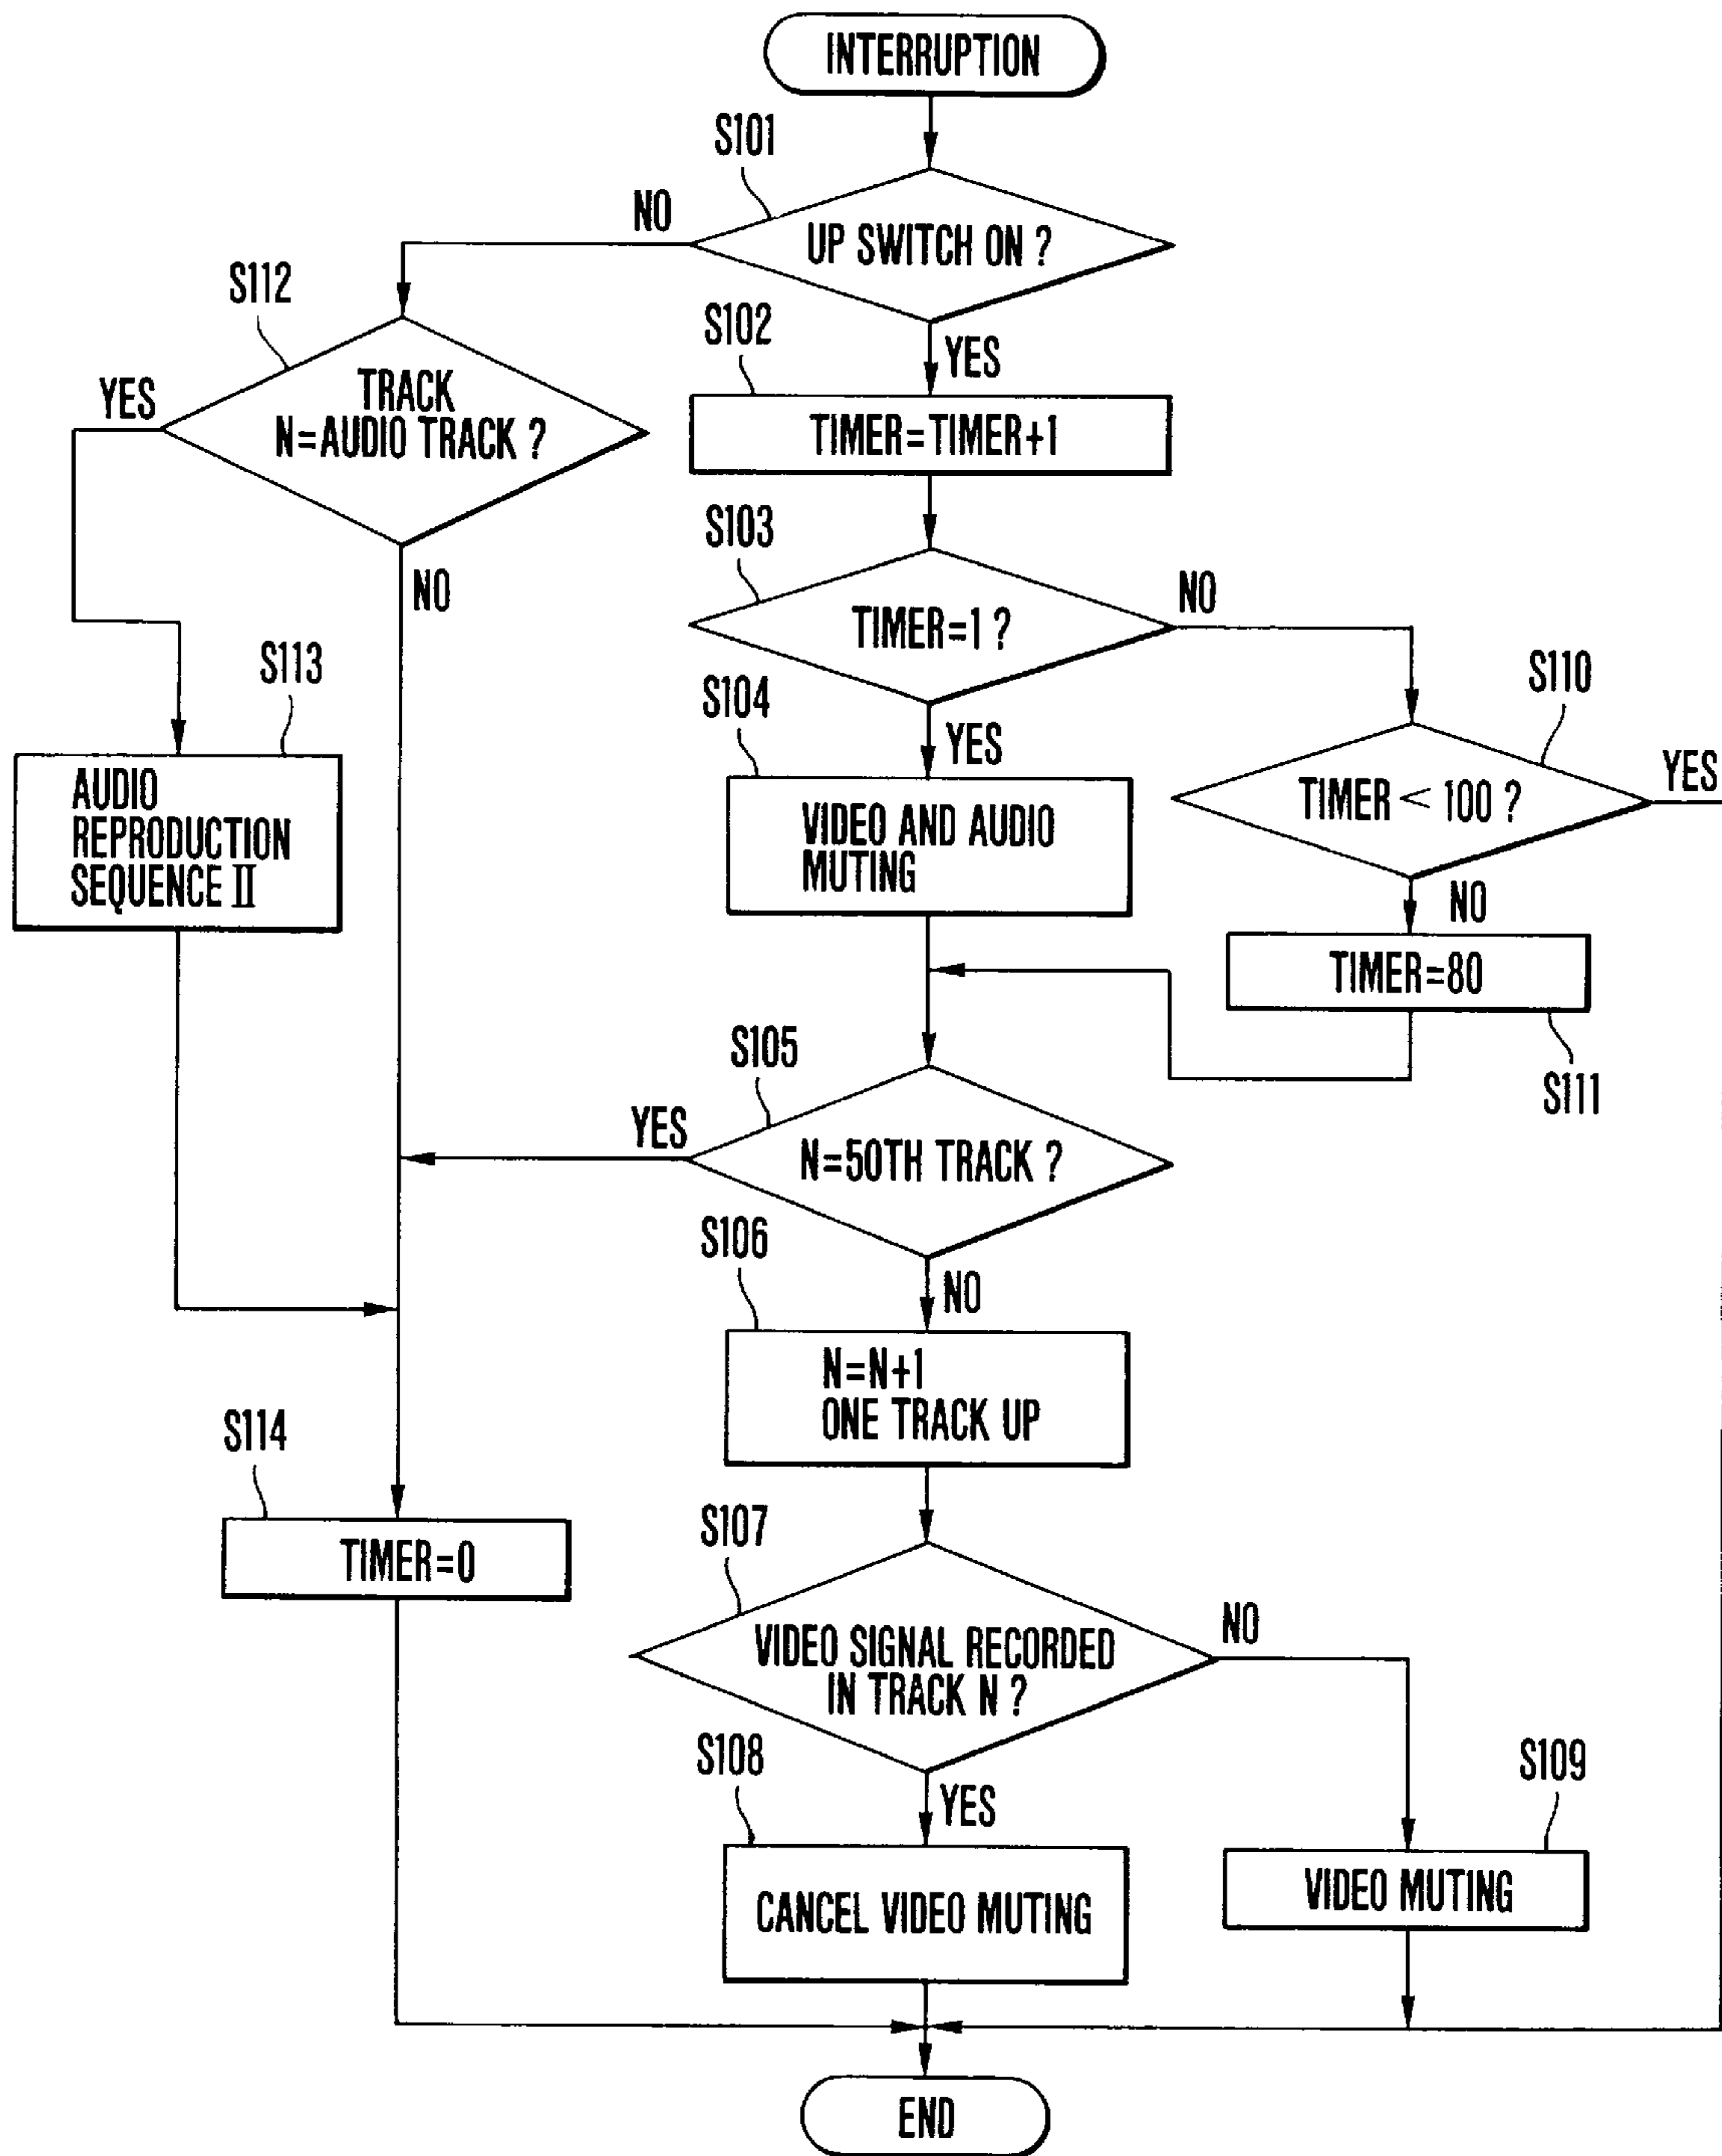 INTERRUPTION
S101
NO
UP SWITCH ON ?
S112
S102
YES
YES
TRACK
N=AUDIO TRACK ?
TIMER=TIMER+1
S103
NO
NO
TIMER=1 ?
S113
S104
S110
YES
YES
AUDIO
REPRODUCTION
SEQUENCE II
VIDEO AND AUDIO
MUTING
TIMER < 100 ?
NO
TIMER=80
S105
S111
YES
N=50TH TRACK ?
S106
NO
N=N+1
ONE TRACK UP
S114
S107
TIMER=0
NO
VIDEO SIGNAL RECORDED
IN TRACK N ?
S108
S109
YES
CANCEL VIDEO MUTING
VIDEO MUTING
END